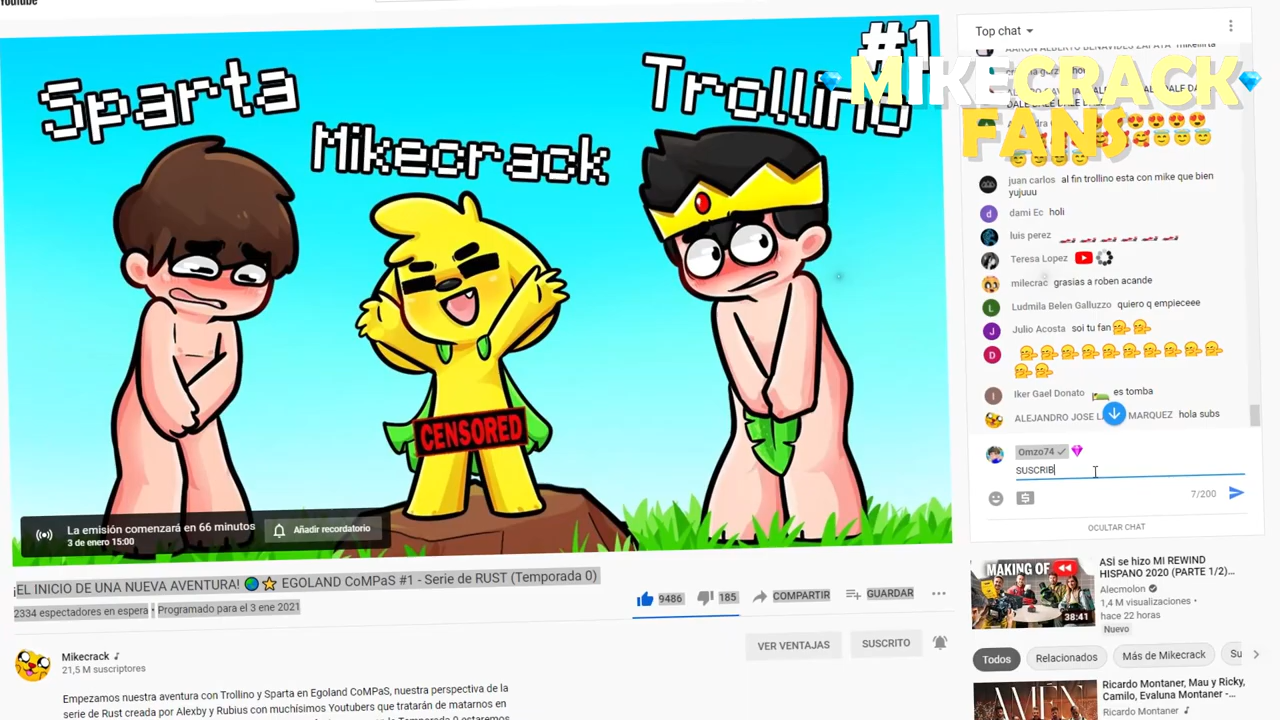 YouTube
#1
Sparta
Mikecrack
Trollino
CENSORED
La emisión comenzará en 66 minutos
3 de enero 15:00
Añadir recordatorio
¡EL INICIO DE UNA NUEVA AVENTURA! 🌎⭐ EGOLAND CoMPaS #1 - Serie de RUST (Temporada 0)
2334 espectadores en espera • Programado para el 3 ene 2021
9486
185
COMPARTIR
GUARDAR
Mikecrack
21,5 M suscriptores
VER VENTAJAS
SUSCRITO
Empezamos nuestra aventura con Trollino y Sparta en Egoland CoMPaS, nuestra perspectiva de la
serie de Rust creada por Alexby y Rubius con muchísimos Youtubers que tratarán de matarnos en
Top chat
MIKECRACK
FANS
juan carlos al fin trollino esta con mike que bien
yujuuu
dami Ec holi
luis perez
Teresa Lopez
milecrac grasias a roben acande
Ludmila Belen Galluzzo quiero q empieceee
Julio Acosta soi tu fan
Iker Gael Donato es tomba
ALEJANDRO JOSE MARQUEZ hola subs
Omzo74
SUSCRIB
7/200
OCULTAR CHAT
MAKING OF
38:41
ASÍ se hizo MI REWIND
HISPANO 2020 (PARTE 1/2)...
Alecmolon
1,4 M visualizaciones •
hace 22 horas
Nuevo
Todos
Relacionados
Más de Mikecrack
Su
AMÉN
Ricardo Montaner, Mau y Ricky,
Camilo, Evaluna Montaner -...
Ricardo Montaner